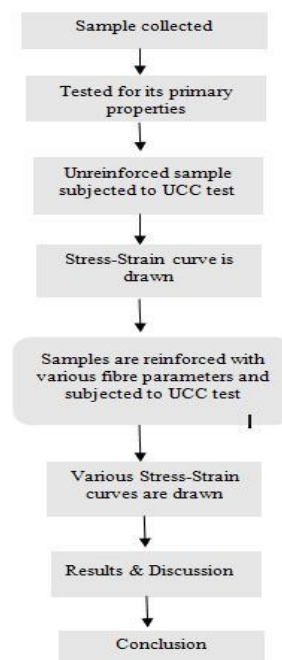 Sample collected
Tested for its primary
properties
Unreinforced sample
subjected to UCC test
Stress-Strain curve is
drawn
Samples are reinforced with
various fibre parameters and
subjected to UCC test
Various Stress-Strain
curves are drawn
Results & Discussion
Conclusion